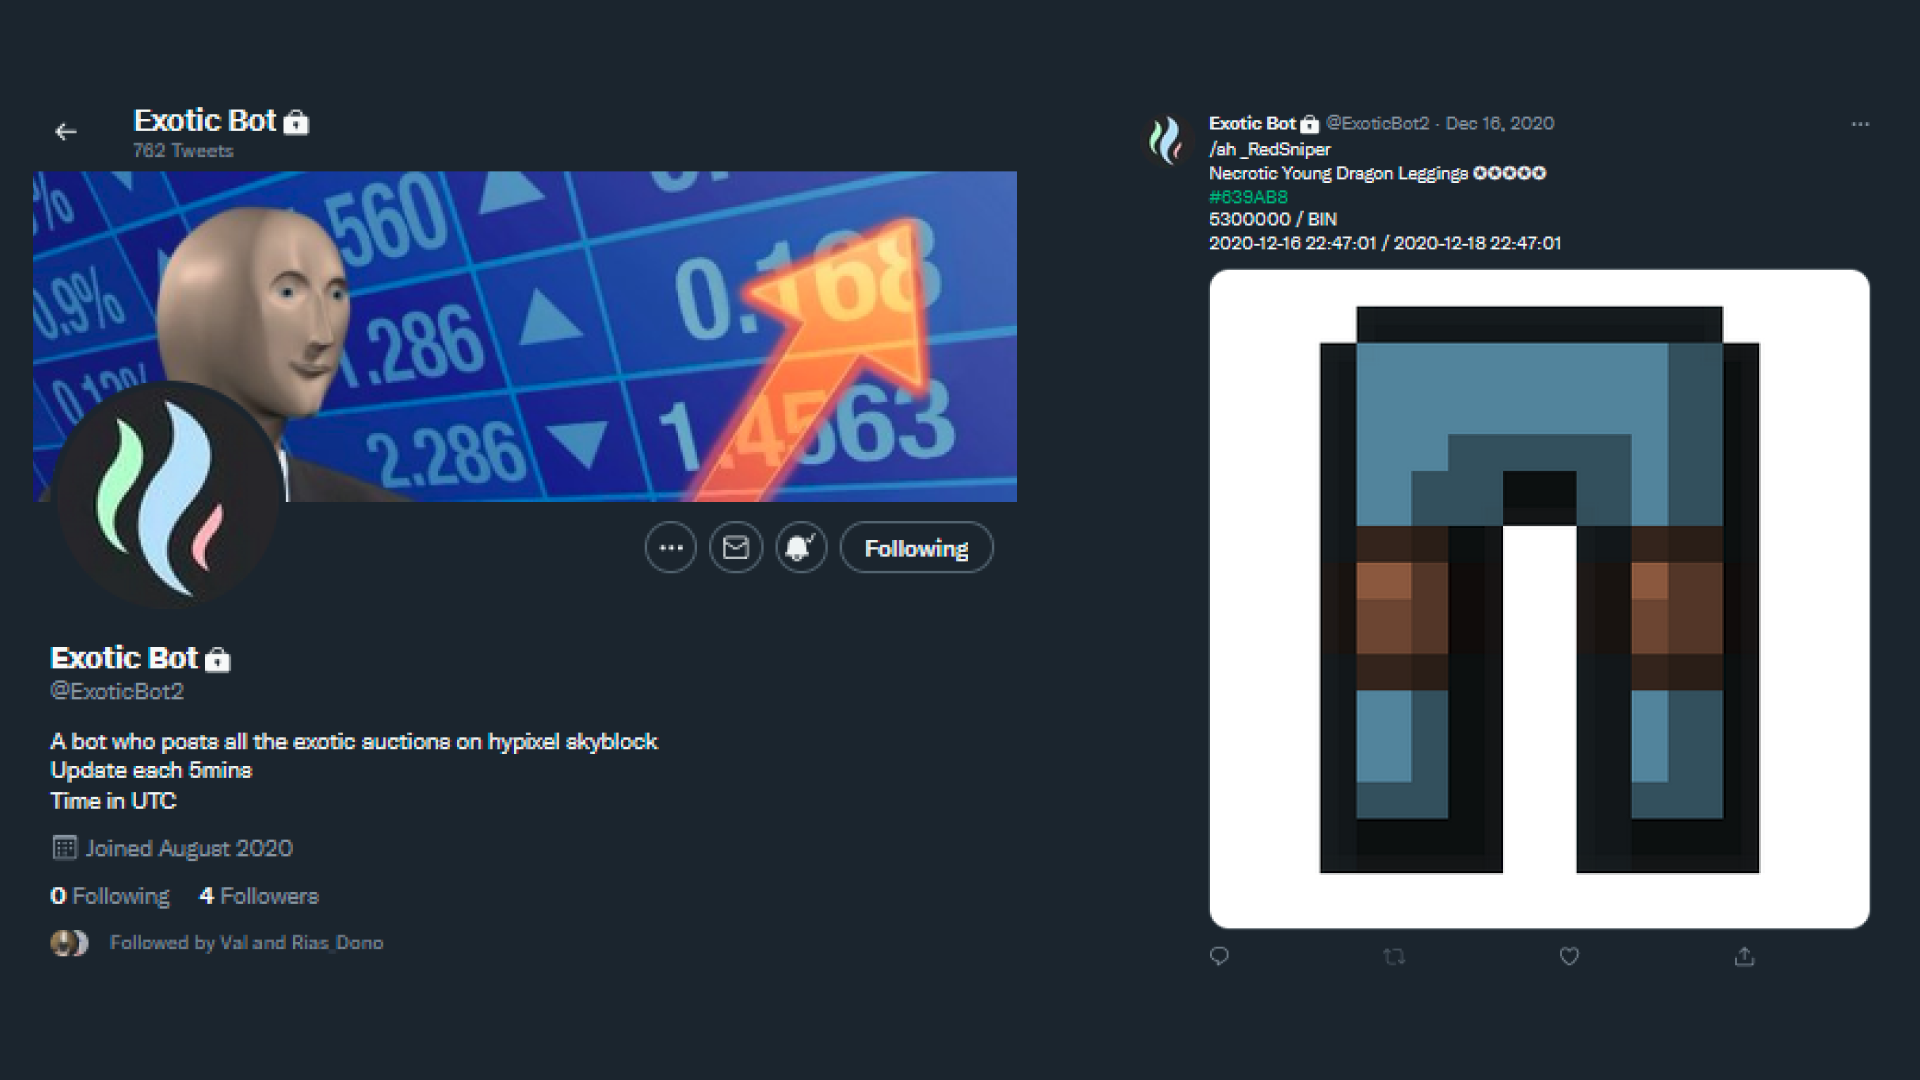 Exotic Bot
762 Tweets
%
560
0.9%
1.286
0.168
0.12%
2.286
1.4563
Following
Exotic Bot
@ExoticBot2
A bot who posts all the exotic auctions on hypixel skyblock
Update each 5mins
Time in UTC
Joined August 2020
0 Following 4 Followers
Followed by Val and Rias_Dono
Exotic Bot @ExoticBot2 · Dec 16, 2020
/ah _RedSniper
Necrotic Young Dragon Leggings ✪✪✪✪✪
#639AB8
5300000 / BIN
2020-12-16 22:47:01 / 2020-12-18 22:47:01